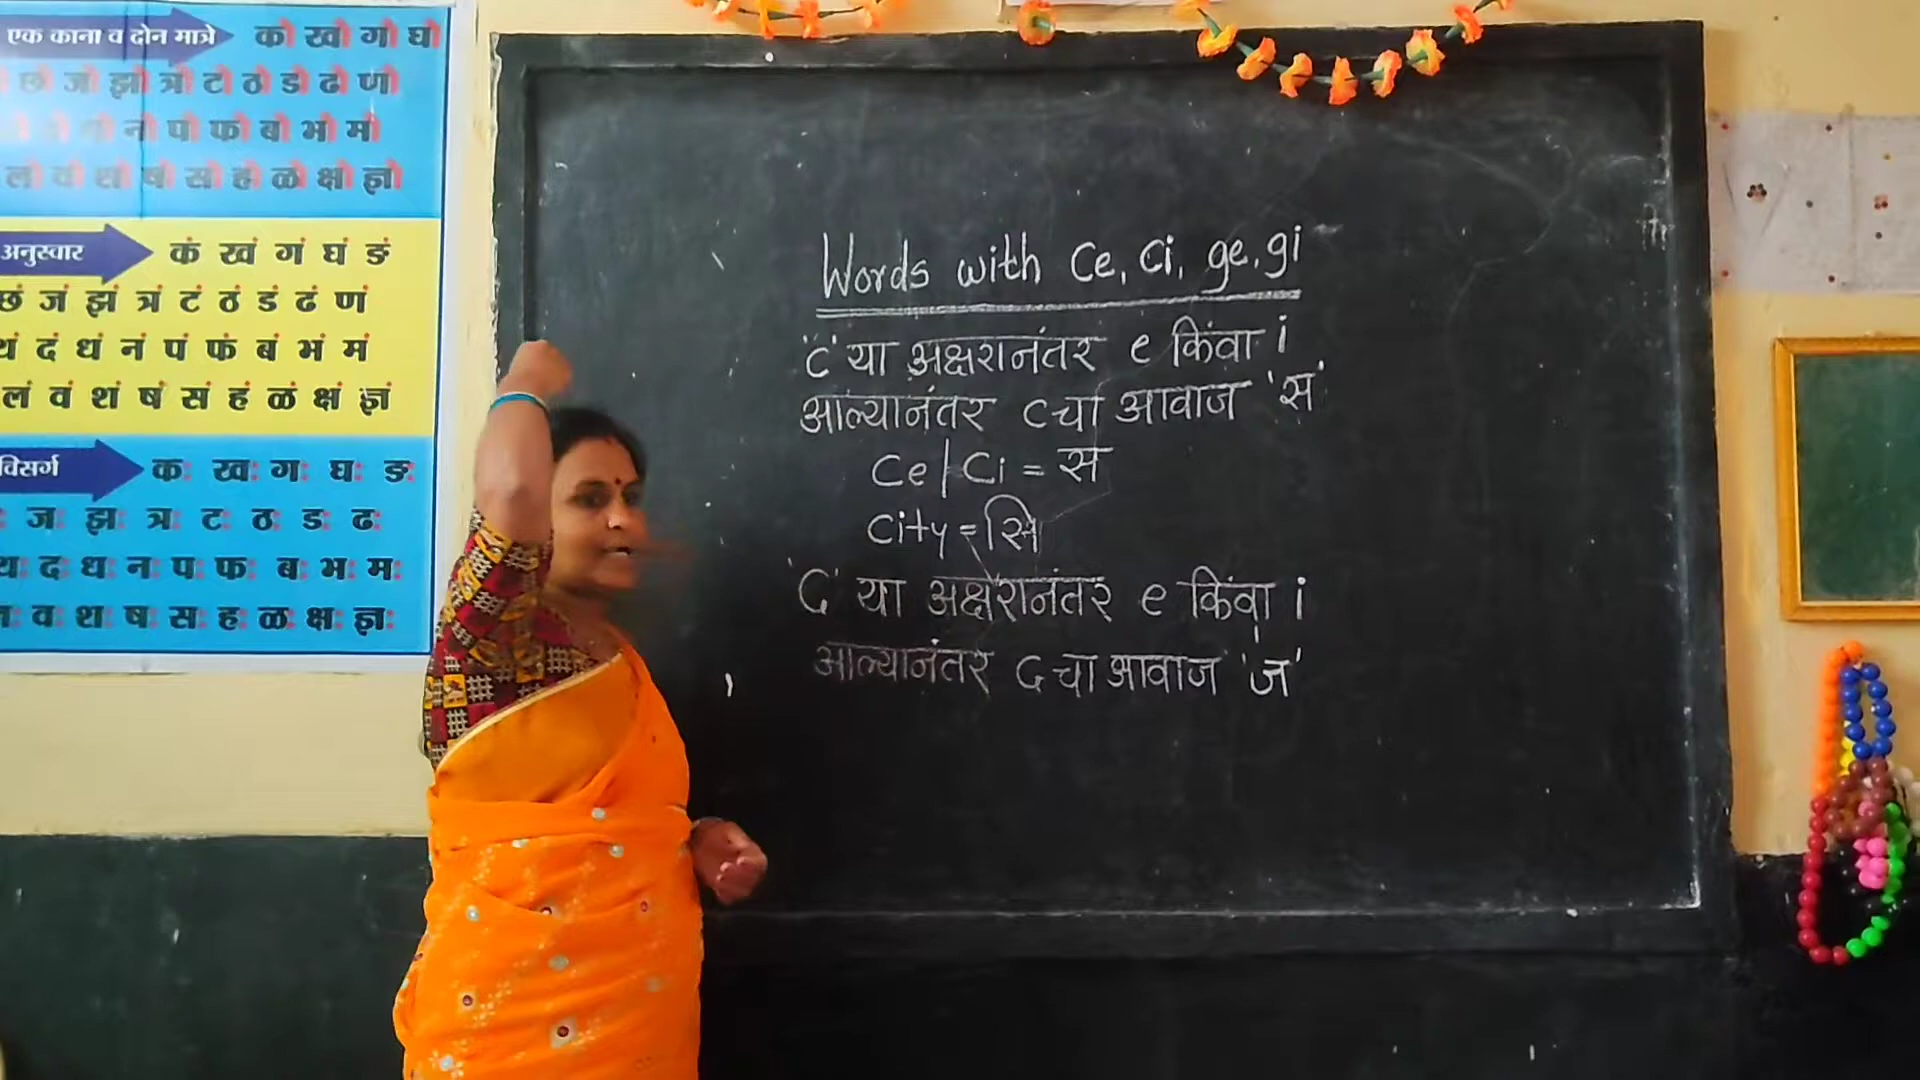 एक काना व दोन मात्रे को खो गो घो
छो जो झो ञो टो ठो डो ढो णो
नो पो फो बो भो मो
लो वो शो षो सो हो ळो क्षो ज्ञो
अनुस्वार कं खं गं घं ङं
छं जं झं ञं टं ठं डं ढं णं
थं दं धं नं पं फं बं भं मं
लं वं शं षं सं हं ळं क्षं ज्ञं
विसर्ग कः खः गः घः ङः
जः झः ञः टः ठः डः ढः
थः दः धः नः पः फः बः भः मः
वः शः षः सः हः ळः क्षः ज्ञः
Words with Ce, Ci, ge, gi
'C' या अक्षरानंतर e किंवा i
आल्यानंतर C चा आवाज 'स'
Ce / Ci = स
City = सि
'G' या अक्षरानंतर e किंवा i
आल्यानंतर G चा आवाज 'ज'